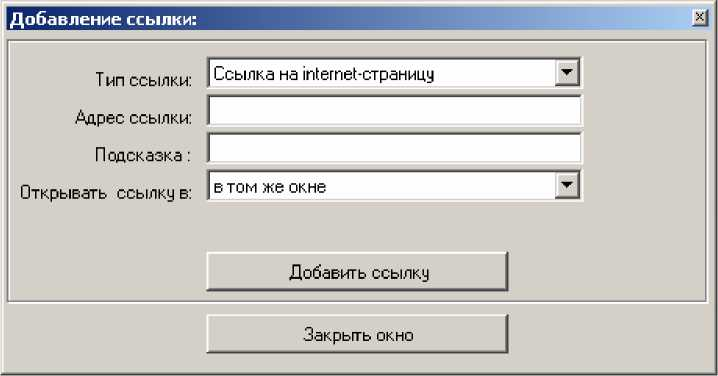 Добавление ссылки:
Тип ссылки: Ссылка на internet-страницу
Адрес ссылки:
Подсказка :
Открывать ссылку в: в том же окне
Добавить ссылку
Закрыть окно